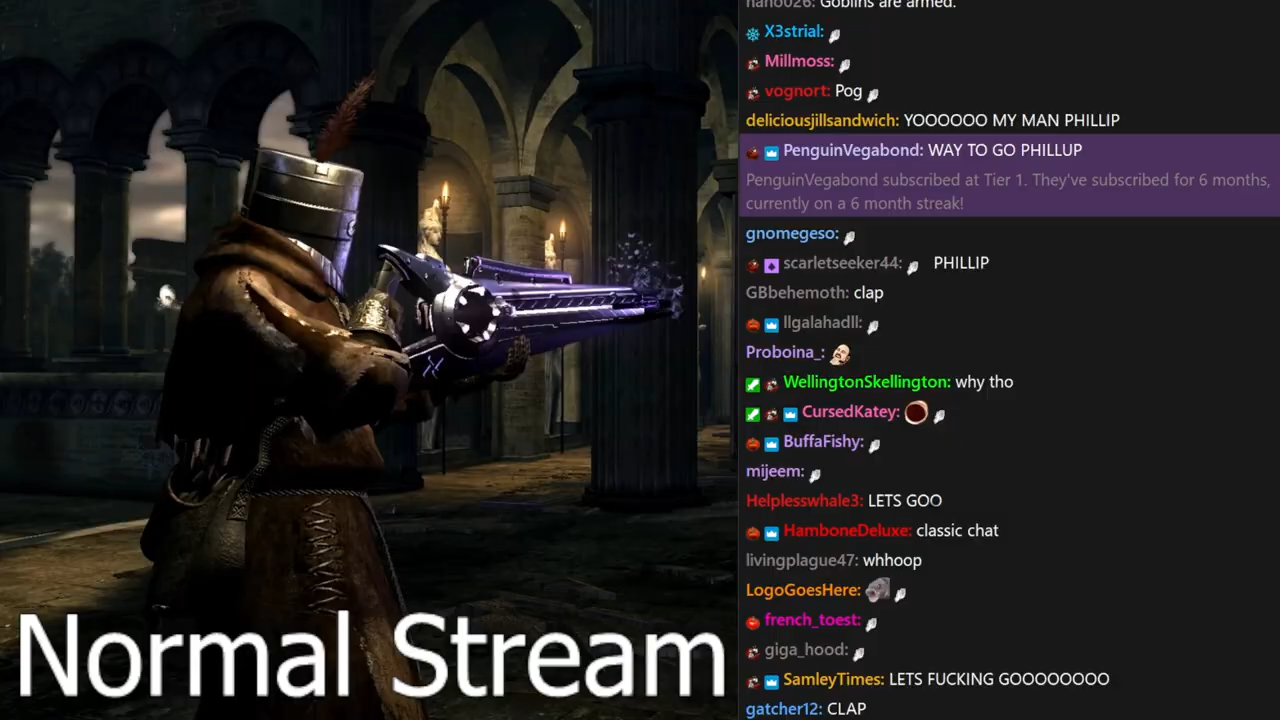 nano026: Goblins are armed.
X3strial:
Millmoss:
vognort: Pog
deliciousjillsandwich: YOOOOOO MY MAN PHILLIP
PenguinVegabond: WAY TO GO PHILLUP
PenguinVegabond subscribed at Tier 1. They've subscribed for 6 months,
currently on a 6 month streak!
gnomegeso:
scarletseeker44: PHILLIP
GBbehemoth: clap
llgalahadll:
Proboina_:
WellingtonSkellington: why tho
CursedKatey:
BuffaFishy:
mijeem:
Helplesswhale3: LETS GOO
HamboneDeluxe: classic chat
livingplague47: whhoop
LogoGoesHere:
french_toest:
giga_hood:
SamleyTimes: LETS FUCKING GOOOOOOOO
gatcher12: CLAP
Normal Stream